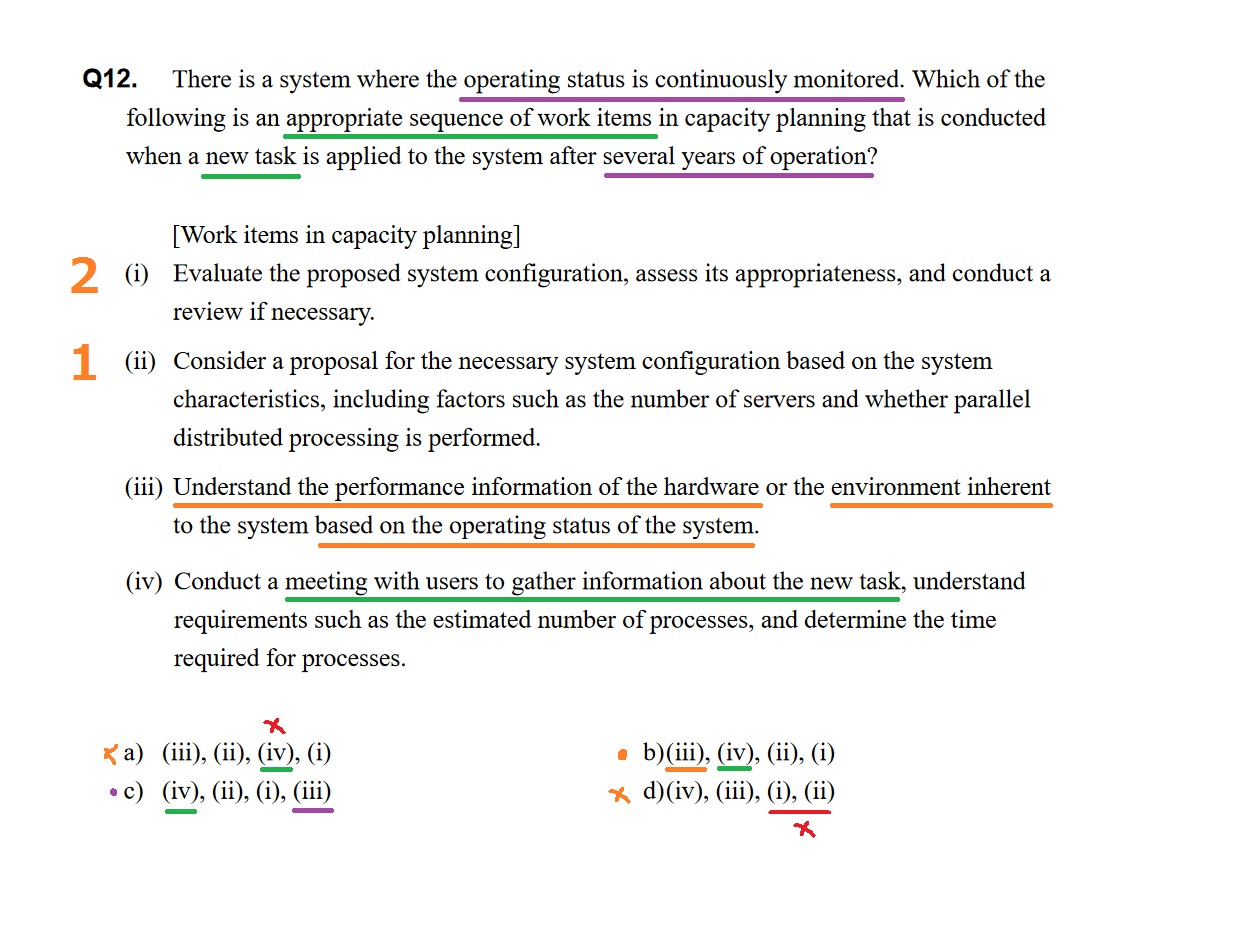 Q12. There is a system where the operating status is continuously monitored. Which of the
following is an appropriate sequence of work items in capacity planning that is conducted
when a new task is applied to the system after several years of operation?
[Work items in capacity planning]
2 (i) Evaluate the proposed system configuration, assess its appropriateness, and conduct a
review if necessary.
1 (ii) Consider a proposal for the necessary system configuration based on the system
characteristics, including factors such as the number of servers and whether parallel
distributed processing is performed.
(iii) Understand the performance information of the hardware or the environment inherent
to the system based on the operating status of the system.
(iv) Conduct a meeting with users to gather information about the new task, understand
requirements such as the estimated number of processes, and determine the time
required for processes.
a) (iii), (ii), (iv), (i) b)(iii), (iv), (ii), (i)
c) (iv), (ii), (i), (iii) d)(iv), (iii), (i), (ii)